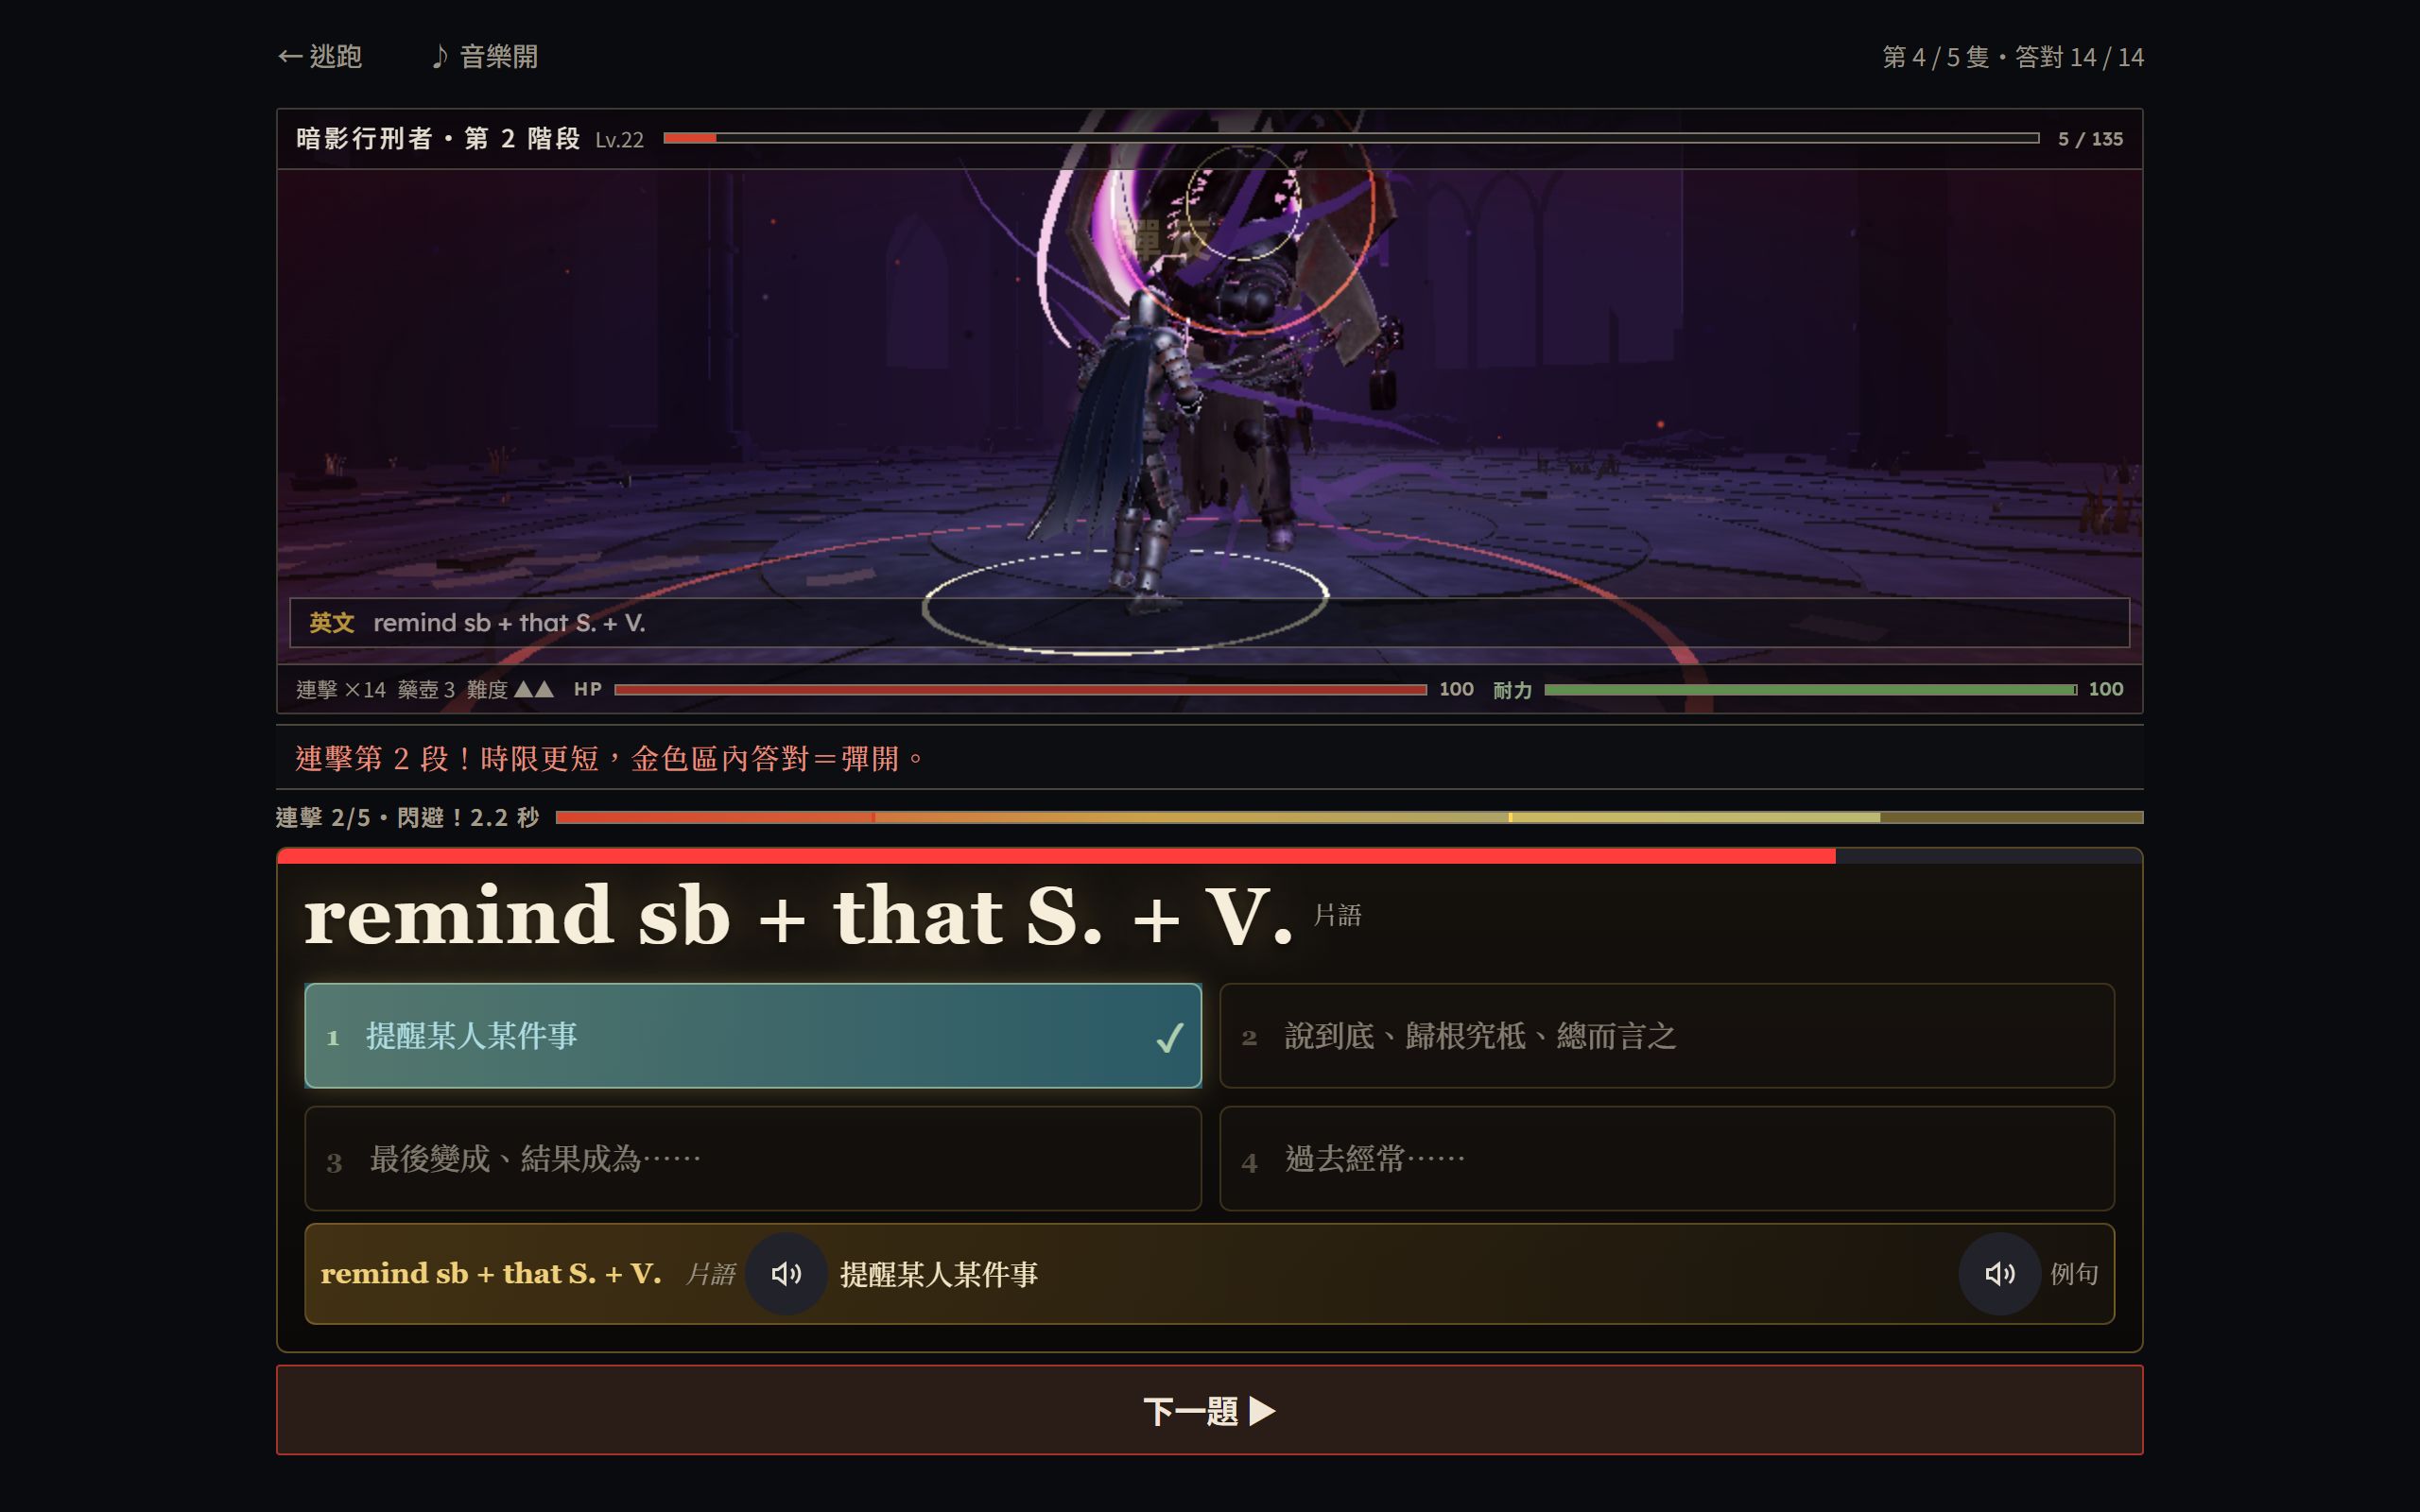 ← 逃跑 ♪ 音樂開 第 4 / 5 隻・答對 14 / 14
暗影行刑者・第 2 階段 Lv.22 5 / 135
彈反
英文 remind sb + that S. + V.
連擊 ×14 藥壺 3 難度 ▲▲ HP 100 耐力 100
連擊第 2 段！時限更短，金色區內答對＝彈開。
連擊 2/5・閃避！2.2 秒
remind sb + that S. + V. 片語
1 提醒某人某件事 ✓
2 說到底、歸根究柢、總而言之
3 最後變成、結果成為⋯⋯
4 過去經常⋯⋯
remind sb + that S. + V. 片語 提醒某人某件事 例句
下一題 ▶